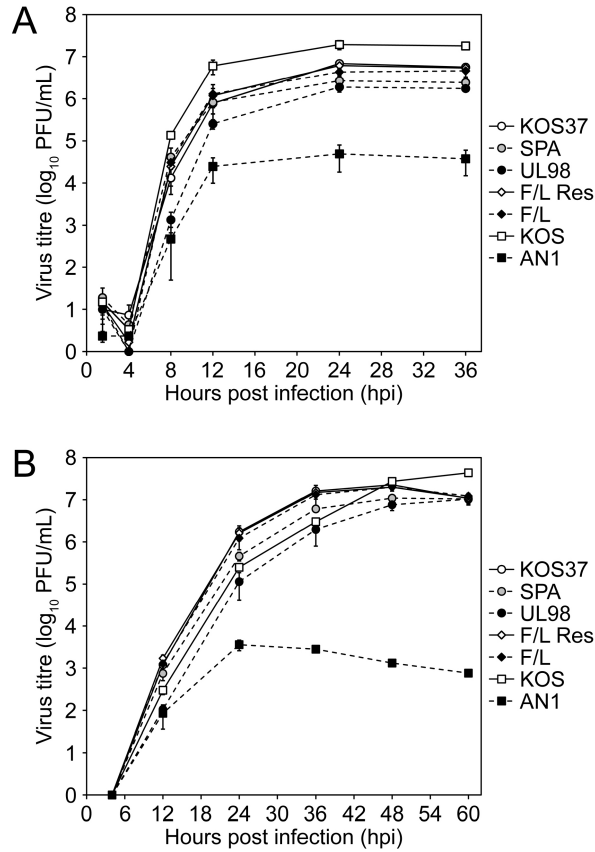 A
Virus titre (log10 PFU/mL)
8
7
6
5
4
3
2
1
0
0 4 8 12 16 20 24 28 32 36
Hours post infection (hpi)
KOS37
SPA
UL98
F/L Res
F/L
KOS
AN1
B
Virus titre (log10 PFU/mL)
8
7
6
5
4
3
2
1
0
0 6 12 18 24 30 36 42 48 54 60
Hours post infection (hpi)
KOS37
SPA
UL98
F/L Res
F/L
KOS
AN1